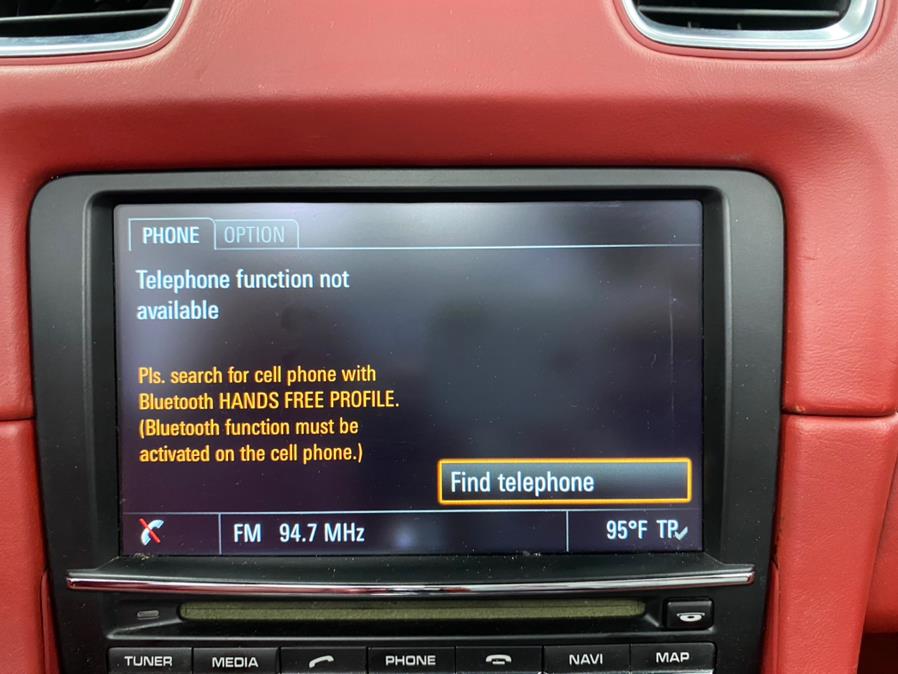 PHONE OPTION
Telephone function not
available
Pls. search for cell phone with
Bluetooth HANDS FREE PROFILE.
(Bluetooth function must be
activated on the cell phone.)
Find telephone
FM 94.7 MHz 95°F TP
TUNER MEDIA PHONE NAVI MAP